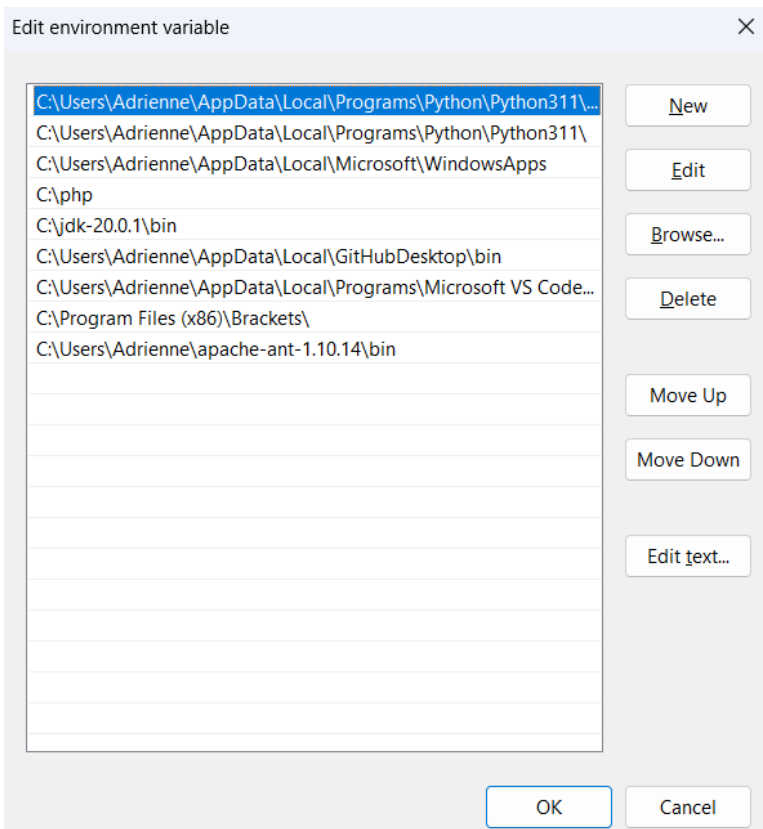 Edit environment variable
C:\Users\Adrienne\AppData\Local\Programs\Python\Python311\...
C:\Users\Adrienne\AppData\Local\Programs\Python\Python311\
C:\Users\Adrienne\AppData\Local\Microsoft\WindowsApps
C:\php
C:\jdk-20.0.1\bin
C:\Users\Adrienne\AppData\Local\GitHubDesktop\bin
C:\Users\Adrienne\AppData\Local\Programs\Microsoft VS Code...
C:\Program Files (x86)\Brackets\
C:\Users\Adrienne\apache-ant-1.10.14\bin
New
Edit
Browse...
Delete
Move Up
Move Down
Edit text...
OK
Cancel